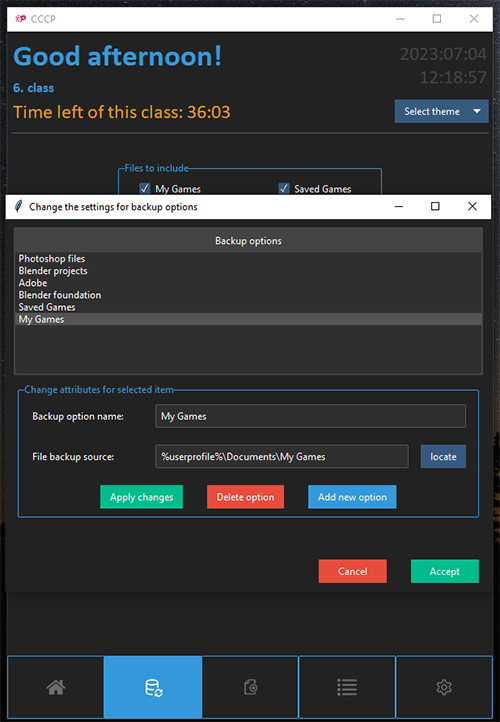 CCCP
Good afternoon!
2023:07:04
12:18:57
6. class
Time left of this class: 36:03
Select theme
Files to include
My Games
Saved Games
Change the settings for backup options
Backup options
Photoshop files
Blender projects
Adobe
Blender foundation
Saved Games
My Games
Change attributes for selected item
Backup option name:
My Games
File backup source:
%userprofile%\Documents\My Games
locate
Apply changes
Delete option
Add new option
Cancel
Accept